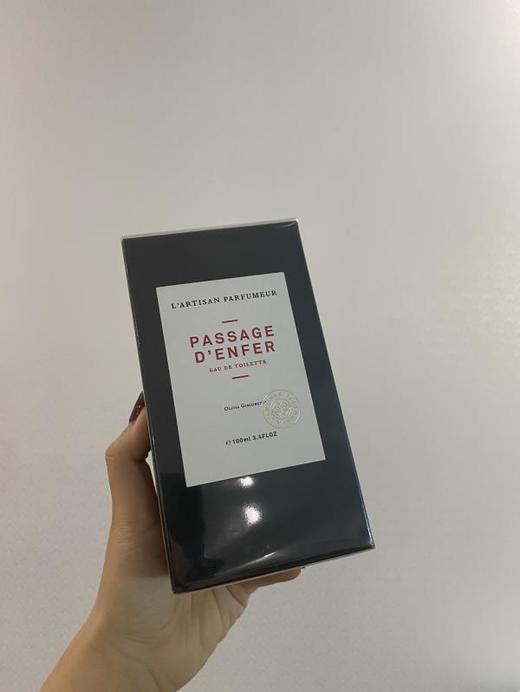 L'ARTISAN PARFUMEUR
PASSAGE
D'ENFER
EAU DE TOILETTE
℮ 100ml 3.4FLOZ